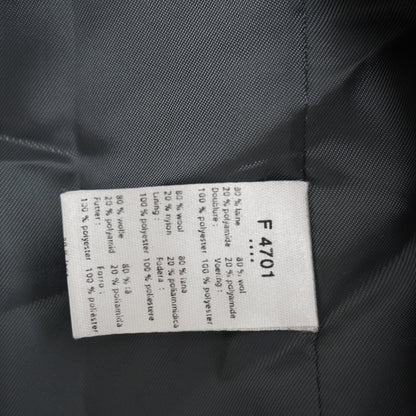 F 4701
••••
80 % laine
20 % polyamide
Doublure :
100 % polyester
80 % wol
20 % polyamide
Voering :
100 % polyester
80 % wool
20 % nylon
Lining :
100 % polyester
80 % lana
20 % poliammidica
Fodera :
100 % poliestere
80 % wolle
20 % polyamid
Futter :
100 % polyester
80 % lã
20 % poliamida
Forro :
100 % poliéster